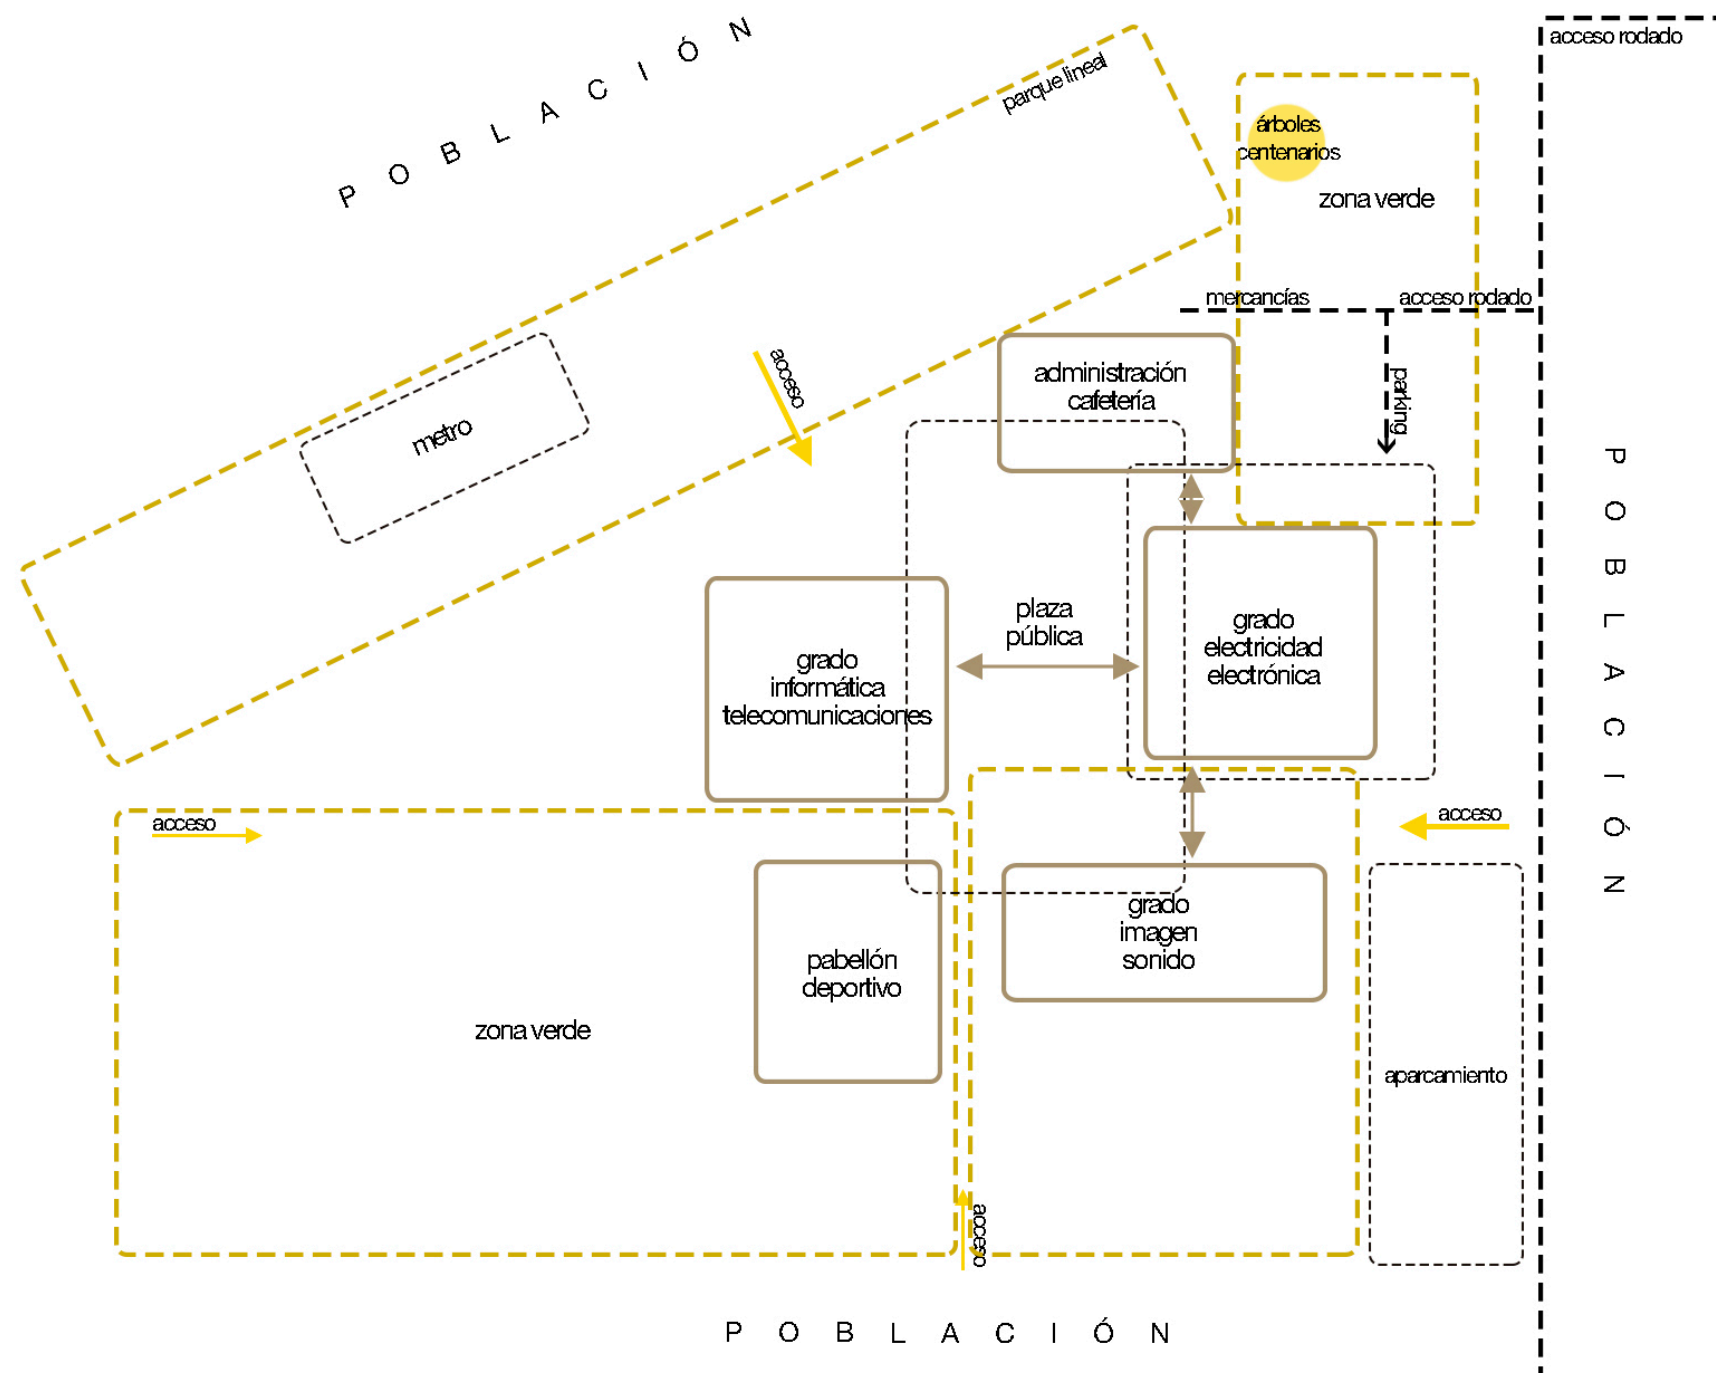 P O B L A C I Ó N
acceso rodado
parque lineal
árboles
centenarios
zona verde
mercancías
acceso rodado
acceso
administración
cafetería
parking
metro
P O B L A C I Ó N
plaza
pública
grado
electricidad
electrónica
grado
informática
telecomunicaciones
acceso
acceso
grado
imagen
sonido
pabellón
deportivo
zona verde
aparcamiento
acceso
P O B L A C I Ó N